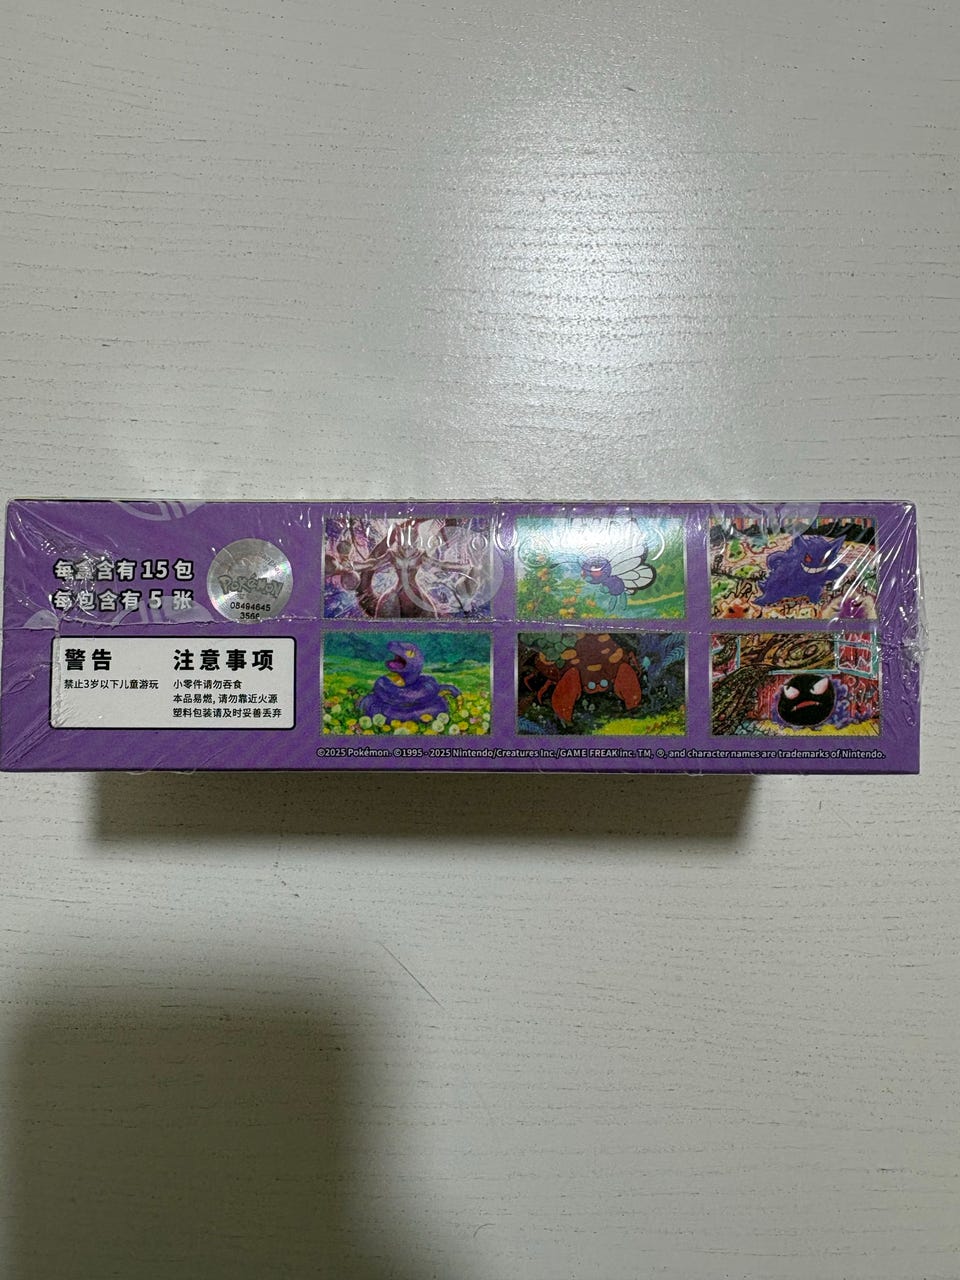 每盒含有 15 包
每包含有 5 张
POKÉMON
08494645
3566
警告
禁止3岁以下儿童游玩
注意事项
小零件请勿吞食
本品易燃, 请勿靠近火源
塑料包装请及时妥善丢弃
©2025 Pokémon. ©1995 - 2025 Nintendo/Creatures Inc./GAME FREAK inc. TM, ®, and character names are trademarks of Nintendo.